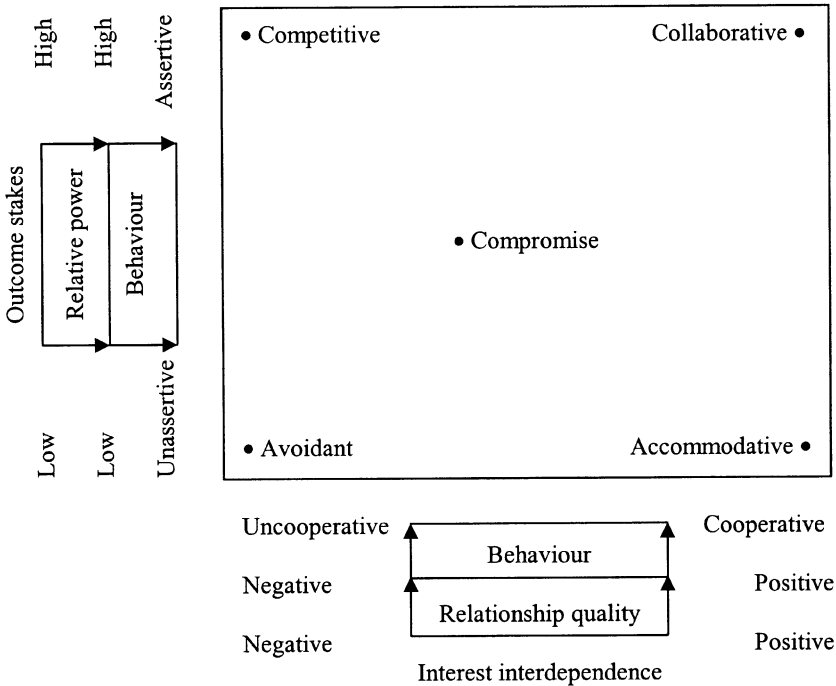 High
High
Assertive
Outcome stakes
Relative power
Behaviour
Low
Low
Unassertive
• Competitive
Collaborative •
• Compromise
• Avoidant
Accommodative •
Uncooperative
Cooperative
Behaviour
Negative
Positive
Relationship quality
Negative
Positive
Interest interdependence